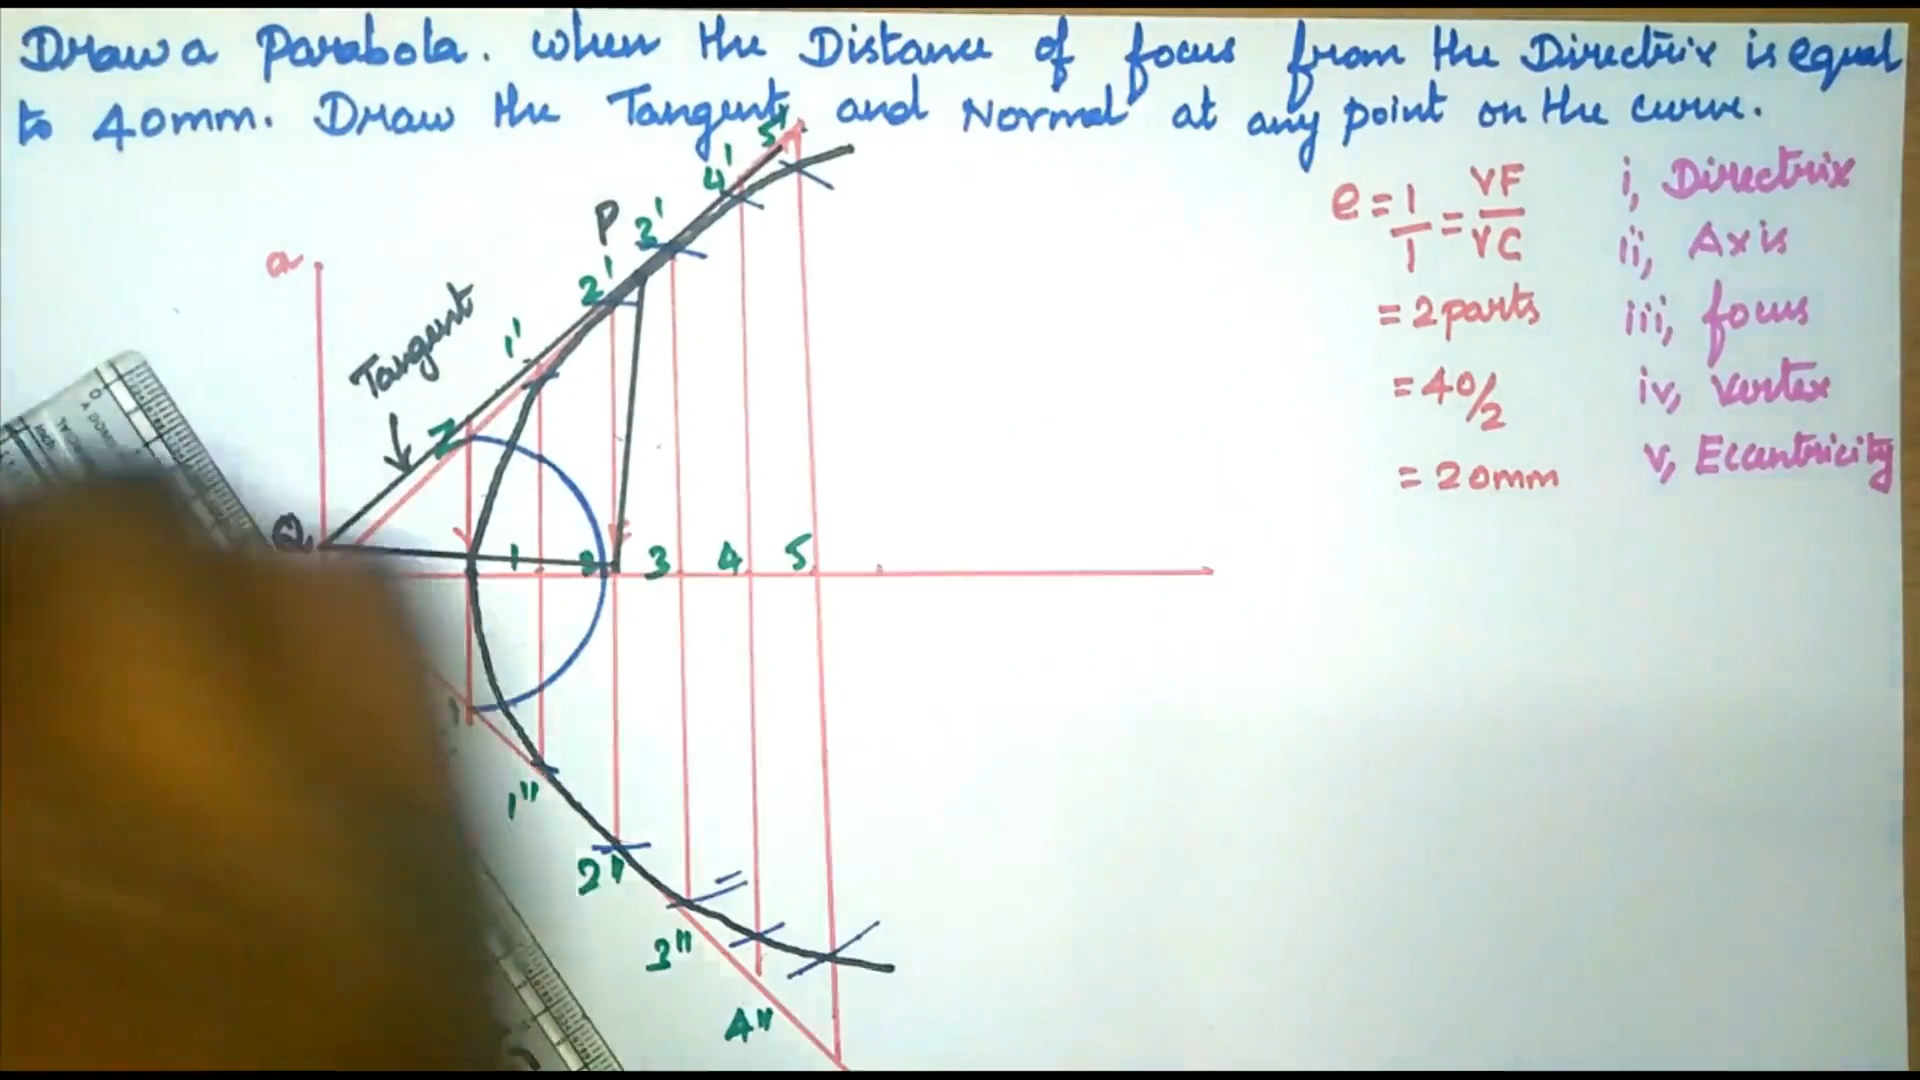 Draw a Parabola. when the Distance of focus from the Directrix is equal
to 40mm. Draw the Tangent and Normal at any point on the curve.
e = 1/1 = VF/VC
= 2 parts
= 40/2
= 20mm
i, Directrix
ii, Axis
iii, focus
iv, Vertex
v, Eccentricity
a
P
5'
4'
3'
2'
1'
Tangent
Q
1 2 3 4 5
1"
2"
3"
4"